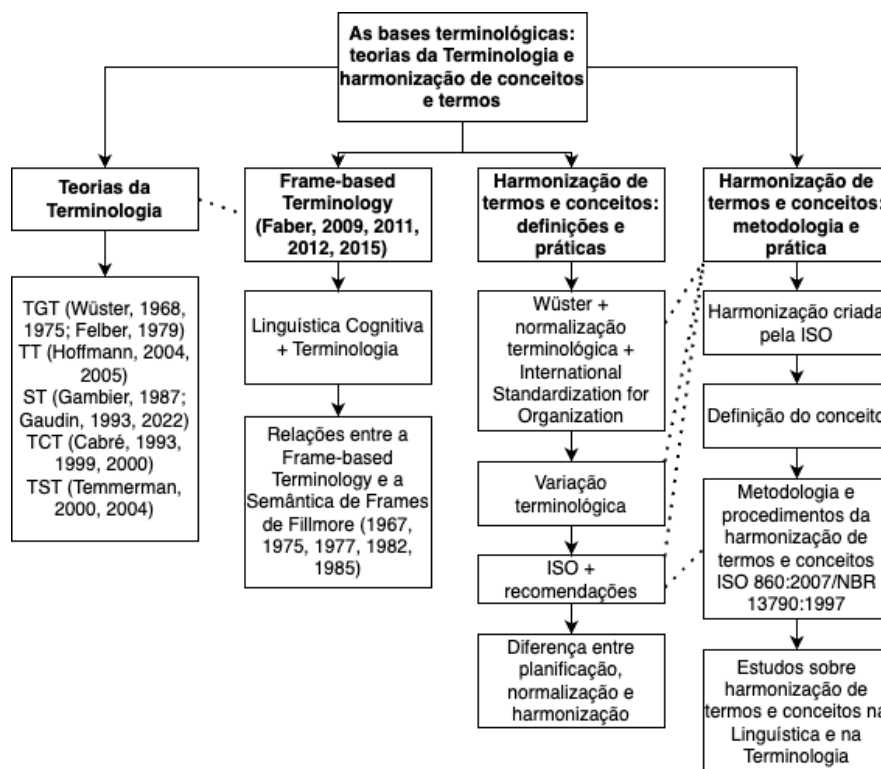 As bases terminológicas:
teorias da Terminologia e
harmonização de conceitos
e termos
Teorias da
Terminologia
Frame-based
Terminology
(Faber, 2009, 2011,
2012, 2015)
Harmonização de
termos e conceitos:
definições e
práticas
Harmonização de
termos e conceitos:
metodologia e
prática
TGT (Wüster, 1968,
1975; Felber, 1979)
TT (Hoffmann, 2004,
2005)
ST (Gambier, 1987;
Gaudin, 1993, 2022)
TCT (Cabré, 1993,
1999, 2000)
TST (Temmerman,
2000, 2004)
Linguística Cognitiva
+ Terminologia
Relações entre a
Frame-based
Terminology e a
Semântica de Frames
de Fillmore (1967,
1975, 1977, 1982,
1985)
Wüster +
normalização
terminológica +
International
Standardization for
Organization
Variação
terminológica
ISO +
recomendações
Diferença entre
planificação,
normalização e
harmonização
Harmonização criada
pela ISO
Definição do conceito
Metodologia e
procedimentos da
harmonização de
termos e conceitos
ISO 860:2007/NBR
13790:1997
Estudos sobre
harmonização de
termos e conceitos na
Linguística e na
Terminologia